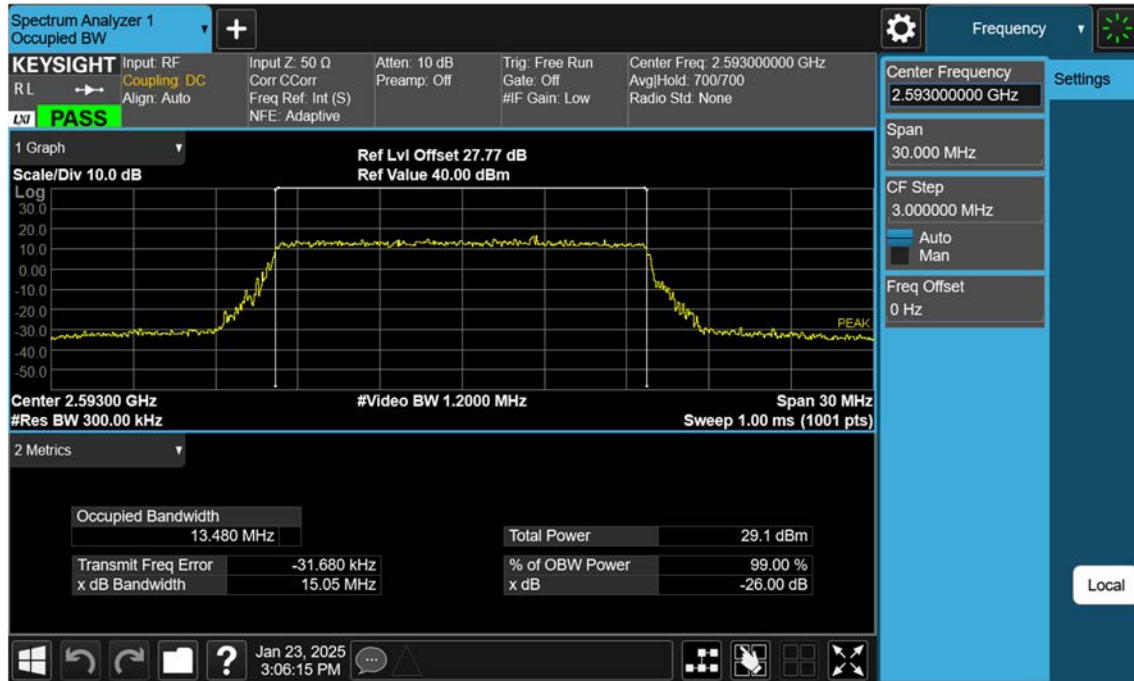 Spectrum Analyzer 1
Occupied BW
Frequency
KEYSIGHT
RL
LXI
PASS
Input: RF
Coupling: DC
Align: Auto
Input Z: 50 Ω
Corr CCorr
Freq Ref: Int (S)
NFE: Adaptive
Atten: 10 dB
Preamp: Off
Trig: Free Run
Gate: Off
#IF Gain: Low
Center Freq: 2.593000000 GHz
Avg|Hold: 700/700
Radio Std: None
1 Graph
Scale/Div 10.0 dB
Ref Lvl Offset 27.77 dB
Ref Value 40.00 dBm
Log
30.0
20.0
10.0
0.00
-10.0
-20.0
-30.0
-40.0
-50.0
PEAK
Center 2.59300 GHz
#Video BW 1.2000 MHz
Span 30 MHz
#Res BW 300.00 kHz
Sweep 1.00 ms (1001 pts)
2 Metrics
Occupied Bandwidth
13.480 MHz
Total Power 29.1 dBm
Transmit Freq Error -31.680 kHz
% of OBW Power 99.00 %
x dB Bandwidth 15.05 MHz
x dB -26.00 dB
Center Frequency
2.593000000 GHz
Settings
Span
30.000 MHz
CF Step
3.000000 MHz
Auto
Man
Freq Offset
0 Hz
Local
?
Jan 23, 2025
3:06:15 PM